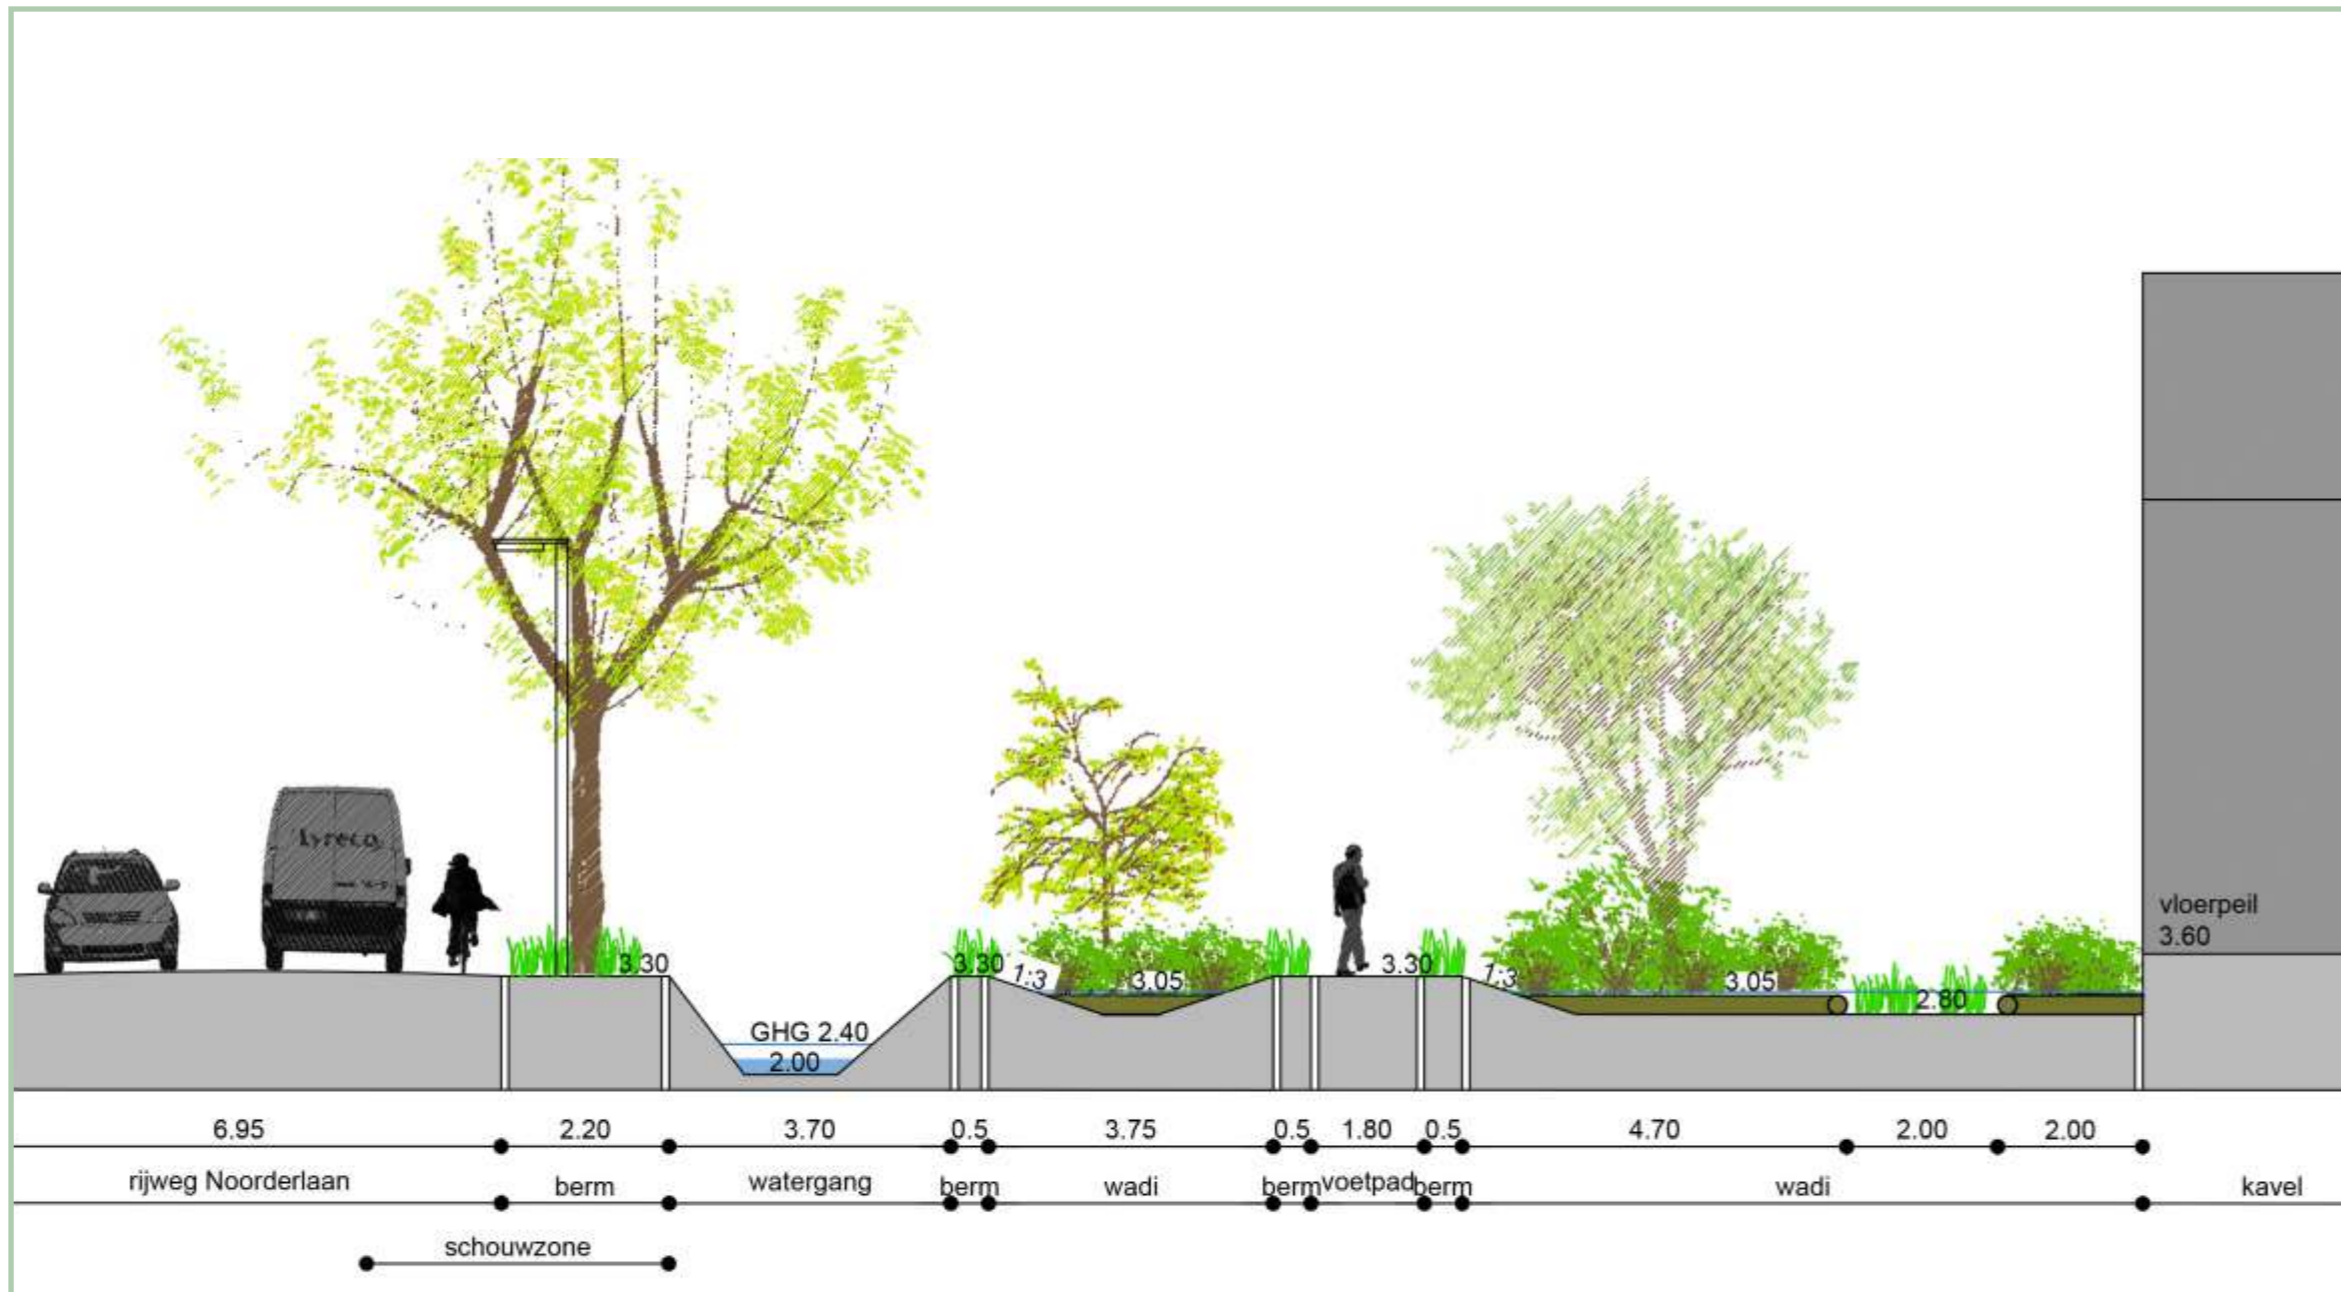 lyreco
vloerpeil
3.60
3.30
3.30
1:3
3.05
3.30
1:3
3.05
2.80
GHG 2.40
2.00
6.95
2.20
3.70
0.5
3.75
0.5
1.80
0.5
4.70
2.00
2.00
rijweg Noorderlaan
berm
watergang
berm
wadi
berm
voetpad
berm
wadi
kavel
schouwzone